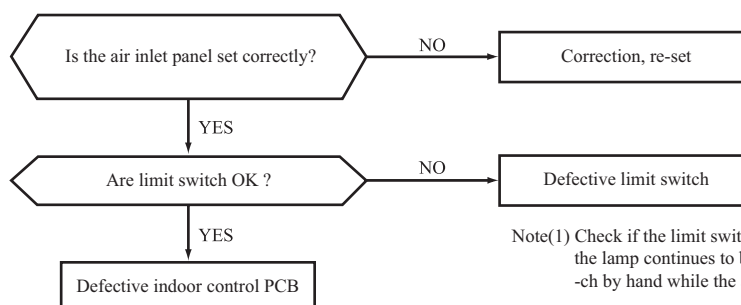 Is the air inlet panel set correctly?
NO
Correction, re-set
YES
Are limit switch OK ?
NO
Defective limit switch
YES
Defective indoor control PCB
Note(1) Check if the limit
the lamp continues to
-ch by hand while the